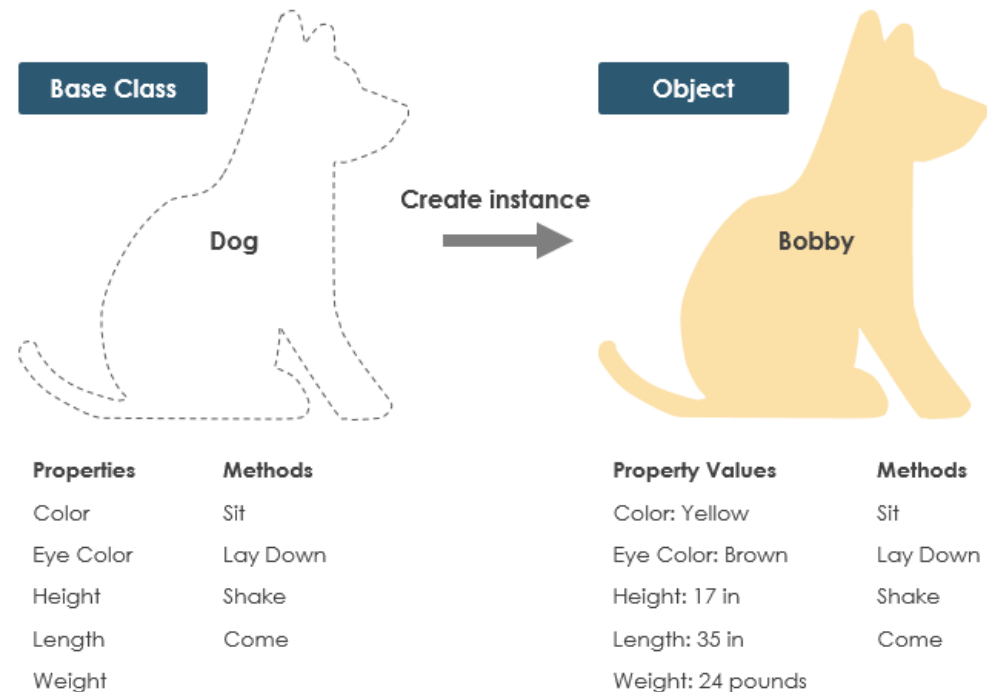 Base Class
Object
Create instance
Dog
Bobby
Properties
Methods
Color
Sit
Eye Color
Lay Down
Height
Shake
Length
Come
Weight
Property Values
Methods
Color: Yellow
Sit
Eye Color: Brown
Lay Down
Height: 17 in
Shake
Length: 35 in
Come
Weight: 24 pounds